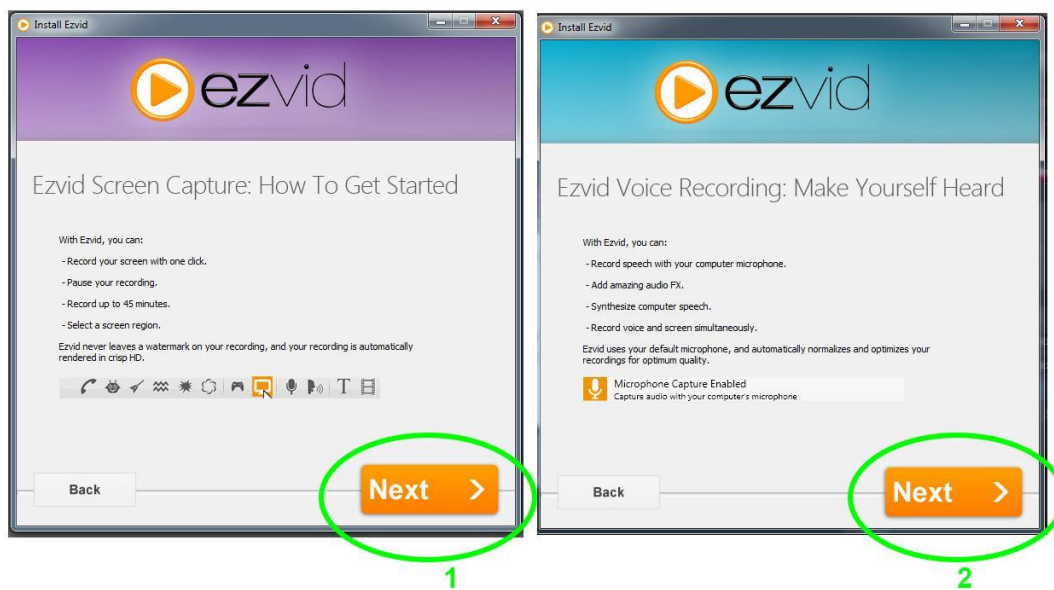 Install Ezvid
ezvid
Ezvid Screen Capture: How To Get Started
With Ezvid, you can:
- Record your screen with one click.
- Pause your recording.
- Record up to 45 minutes.
- Select a screen region.
Ezvid never leaves a watermark on your recording, and your recording is automatically
rendered in crisp HD.
T
Back
Next >
1
Install Ezvid
ezvid
Ezvid Voice Recording: Make Yourself Heard
With Ezvid, you can:
- Record speech with your computer microphone.
- Add amazing audio FX.
- Synthesize computer speech.
- Record voice and screen simultaneously.
Ezvid uses your default microphone, and automatically normalizes and optimizes your
recordings for optimum quality.
Microphone Capture Enabled
Capture audio with your computer's microphone
Back
Next >
2